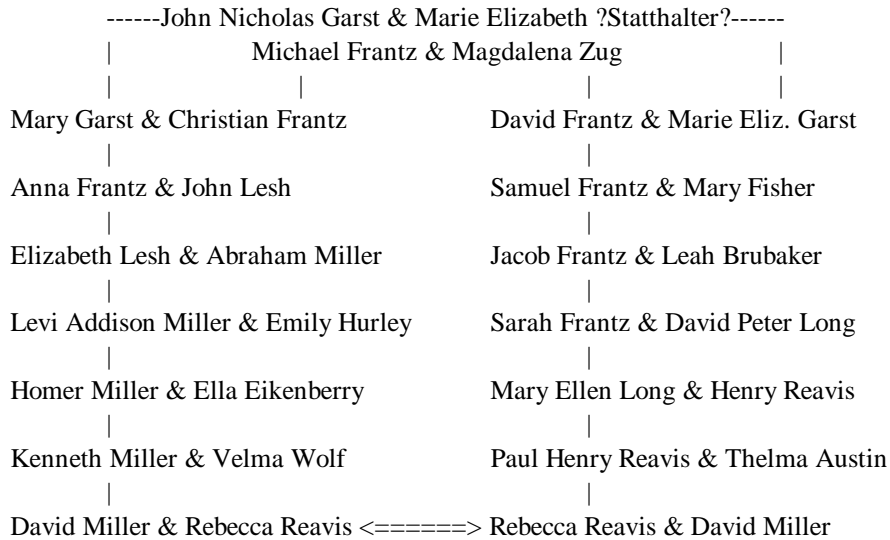 ------John Nicholas Garst & Marie Elizabeth ?Statthalter?------
| Michael Frantz & Magdalena Zug |
| | | |
Mary Garst & Christian Frantz David Frantz & Marie Eliz. Garst
| |
Anna Frantz & John Lesh Samuel Frantz & Mary Fisher
| |
Elizabeth Lesh & Abraham Miller Jacob Frantz & Leah Brubaker
| |
Levi Addison Miller & Emily Hurley Sarah Frantz & David Peter Long
| |
Homer Miller & Ella Eikenberry Mary Ellen Long & Henry Reavis
| |
Kenneth Miller & Velma Wolf Paul Henry Reavis & Thelma Austin
| |
David Miller & Rebecca Reavis <======> Rebecca Reavis & David Miller